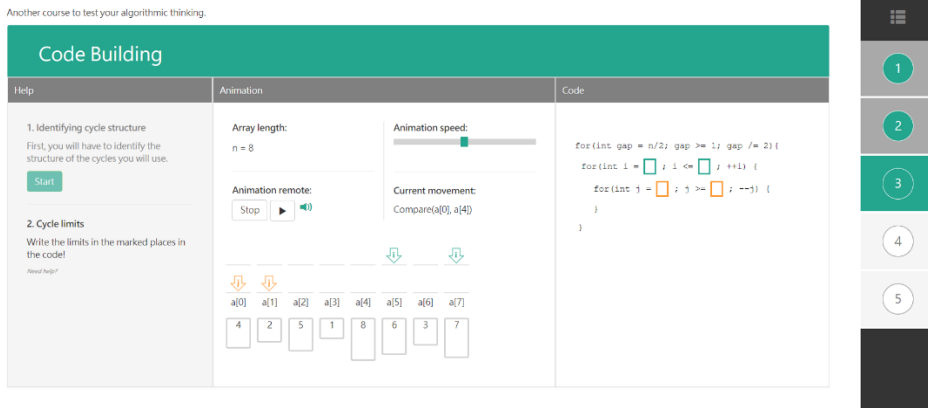 Another course to test your algorithmic thinking.
Code Building
Help
Animation
Code
1. Identifying cycle structure
First, you will have to identify the
structure of the cycles you will use.
Start
2. Cycle limits
Write the limits in the marked places in
the code!
Need help?
Array length:
n = 8
Animation speed:
Animation remote:
Stop
Current movement:
Compare(a[0], a[4])
i i
i i
a[0] a[1] a[2] a[3] a[4] a[5] a[6] a[7]
4 2 5 1 8 6 3 7
for(int gap = n/2; gap >= 1; gap /= 2){
for(int i = ; i <= ; ++i) {
for(int j = ; j >= ; --j) {
}
}
1
2
3
4
5